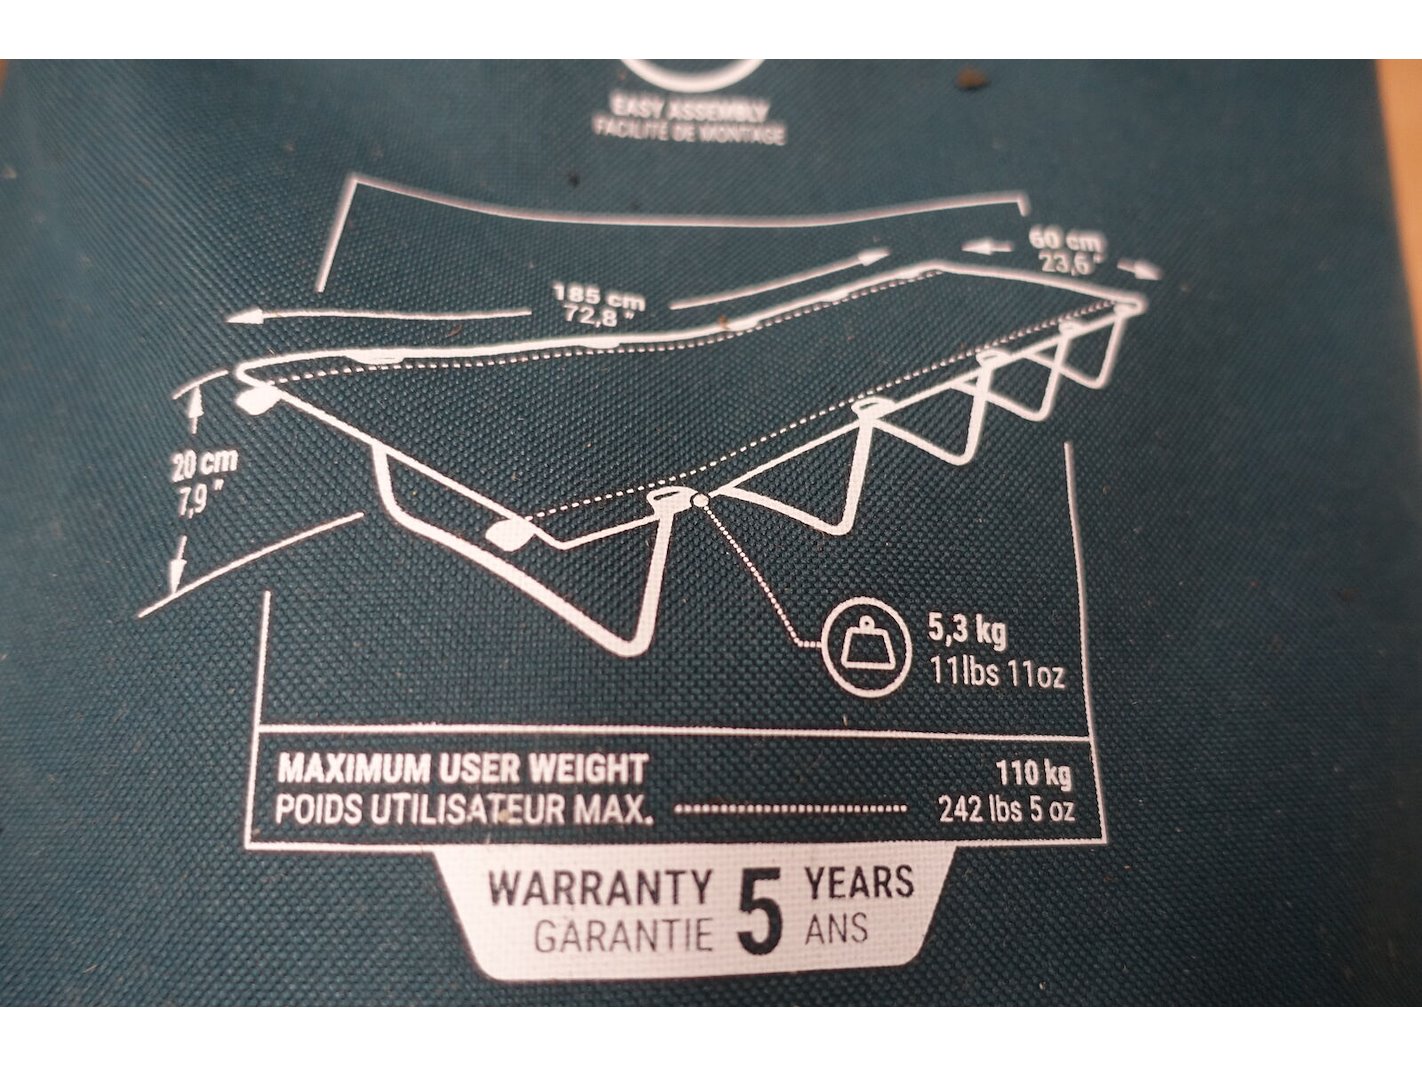 EASY ASSEMBLY
FACILITÉ DE MONTAGE
60 cm
23,6"
185 cm
72,8"
20 cm
7,9"
5,3 kg
11lbs 11oz
MAXIMUM USER WEIGHT 110 kg
POIDS UTILISATEUR MAX. 242 lbs 5 oz
WARRANTY 5 YEARS
GARANTIE ANS